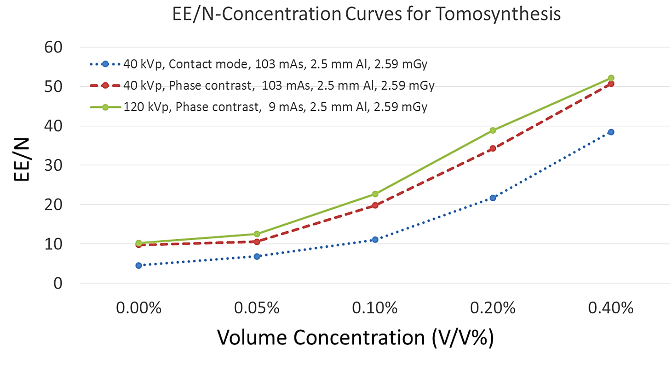 EE/N-Concentration Curves for Tomosynthesis
60
50
40
30
20
10
0
EE/N
40 kVp, Contact mode, 103 mAs, 2.5 mm Al, 2.59 mGy
40 kVp, Phase contrast, 103 mAs, 2.5 mm Al, 2.59 mGy
120 kVp, Phase contrast, 9 mAs, 2.5 mm Al, 2.59 mGy
0.00% 0.05% 0.10% 0.20% 0.40%
Volume Concentration (V/V%)